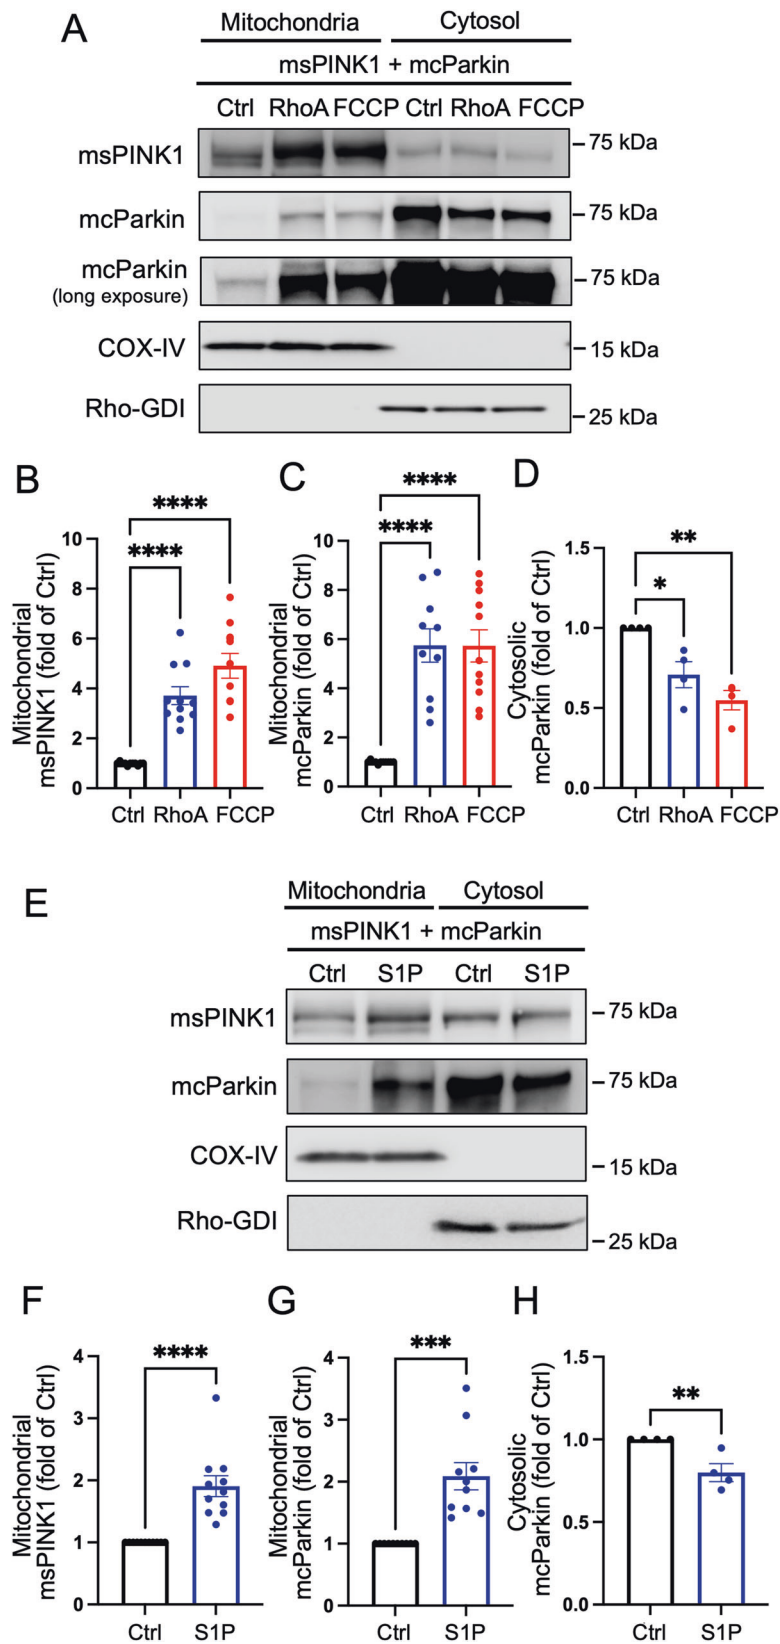 A
Mitochondria Cytosol
msPINK1 + mcParkin
Ctrl RhoA FCCP Ctrl RhoA FCCP
msPINK1
75 kDa
mcParkin
75 kDa
mcParkin
(long exposure)
75 kDa
COX-IV
15 kDa
Rho-GDI
25 kDa
B
Mitochondrial
msPINK1 (fold of Ctrl)
10
8
6
4
2
0
****
****
Ctrl RhoA FCCP
C
Mitochondrial
mcParkin (fold of Ctrl)
10
8
6
4
2
0
****
****
Ctrl RhoA FCCP
D
Cytosolic
mcParkin (fold of Ctrl)
1.5
1.0
0.5
0.0
**
*
Ctrl RhoA FCCP
E
Mitochondria Cytosol
msPINK1 + mcParkin
Ctrl S1P Ctrl S1P
msPINK1
75 kDa
mcParkin
75 kDa
COX-IV
15 kDa
Rho-GDI
25 kDa
F
Mitochondrial
msPINK1 (fold of Ctrl)
4
3
2
1
0
****
Ctrl S1P
G
Mitochondrial
mcParkin (fold of Ctrl)
4
3
2
1
0
***
Ctrl S1P
H
Cytosolic
mcParkin (fold of Ctrl)
1.5
1.0
0.5
0.0
**
Ctrl S1P